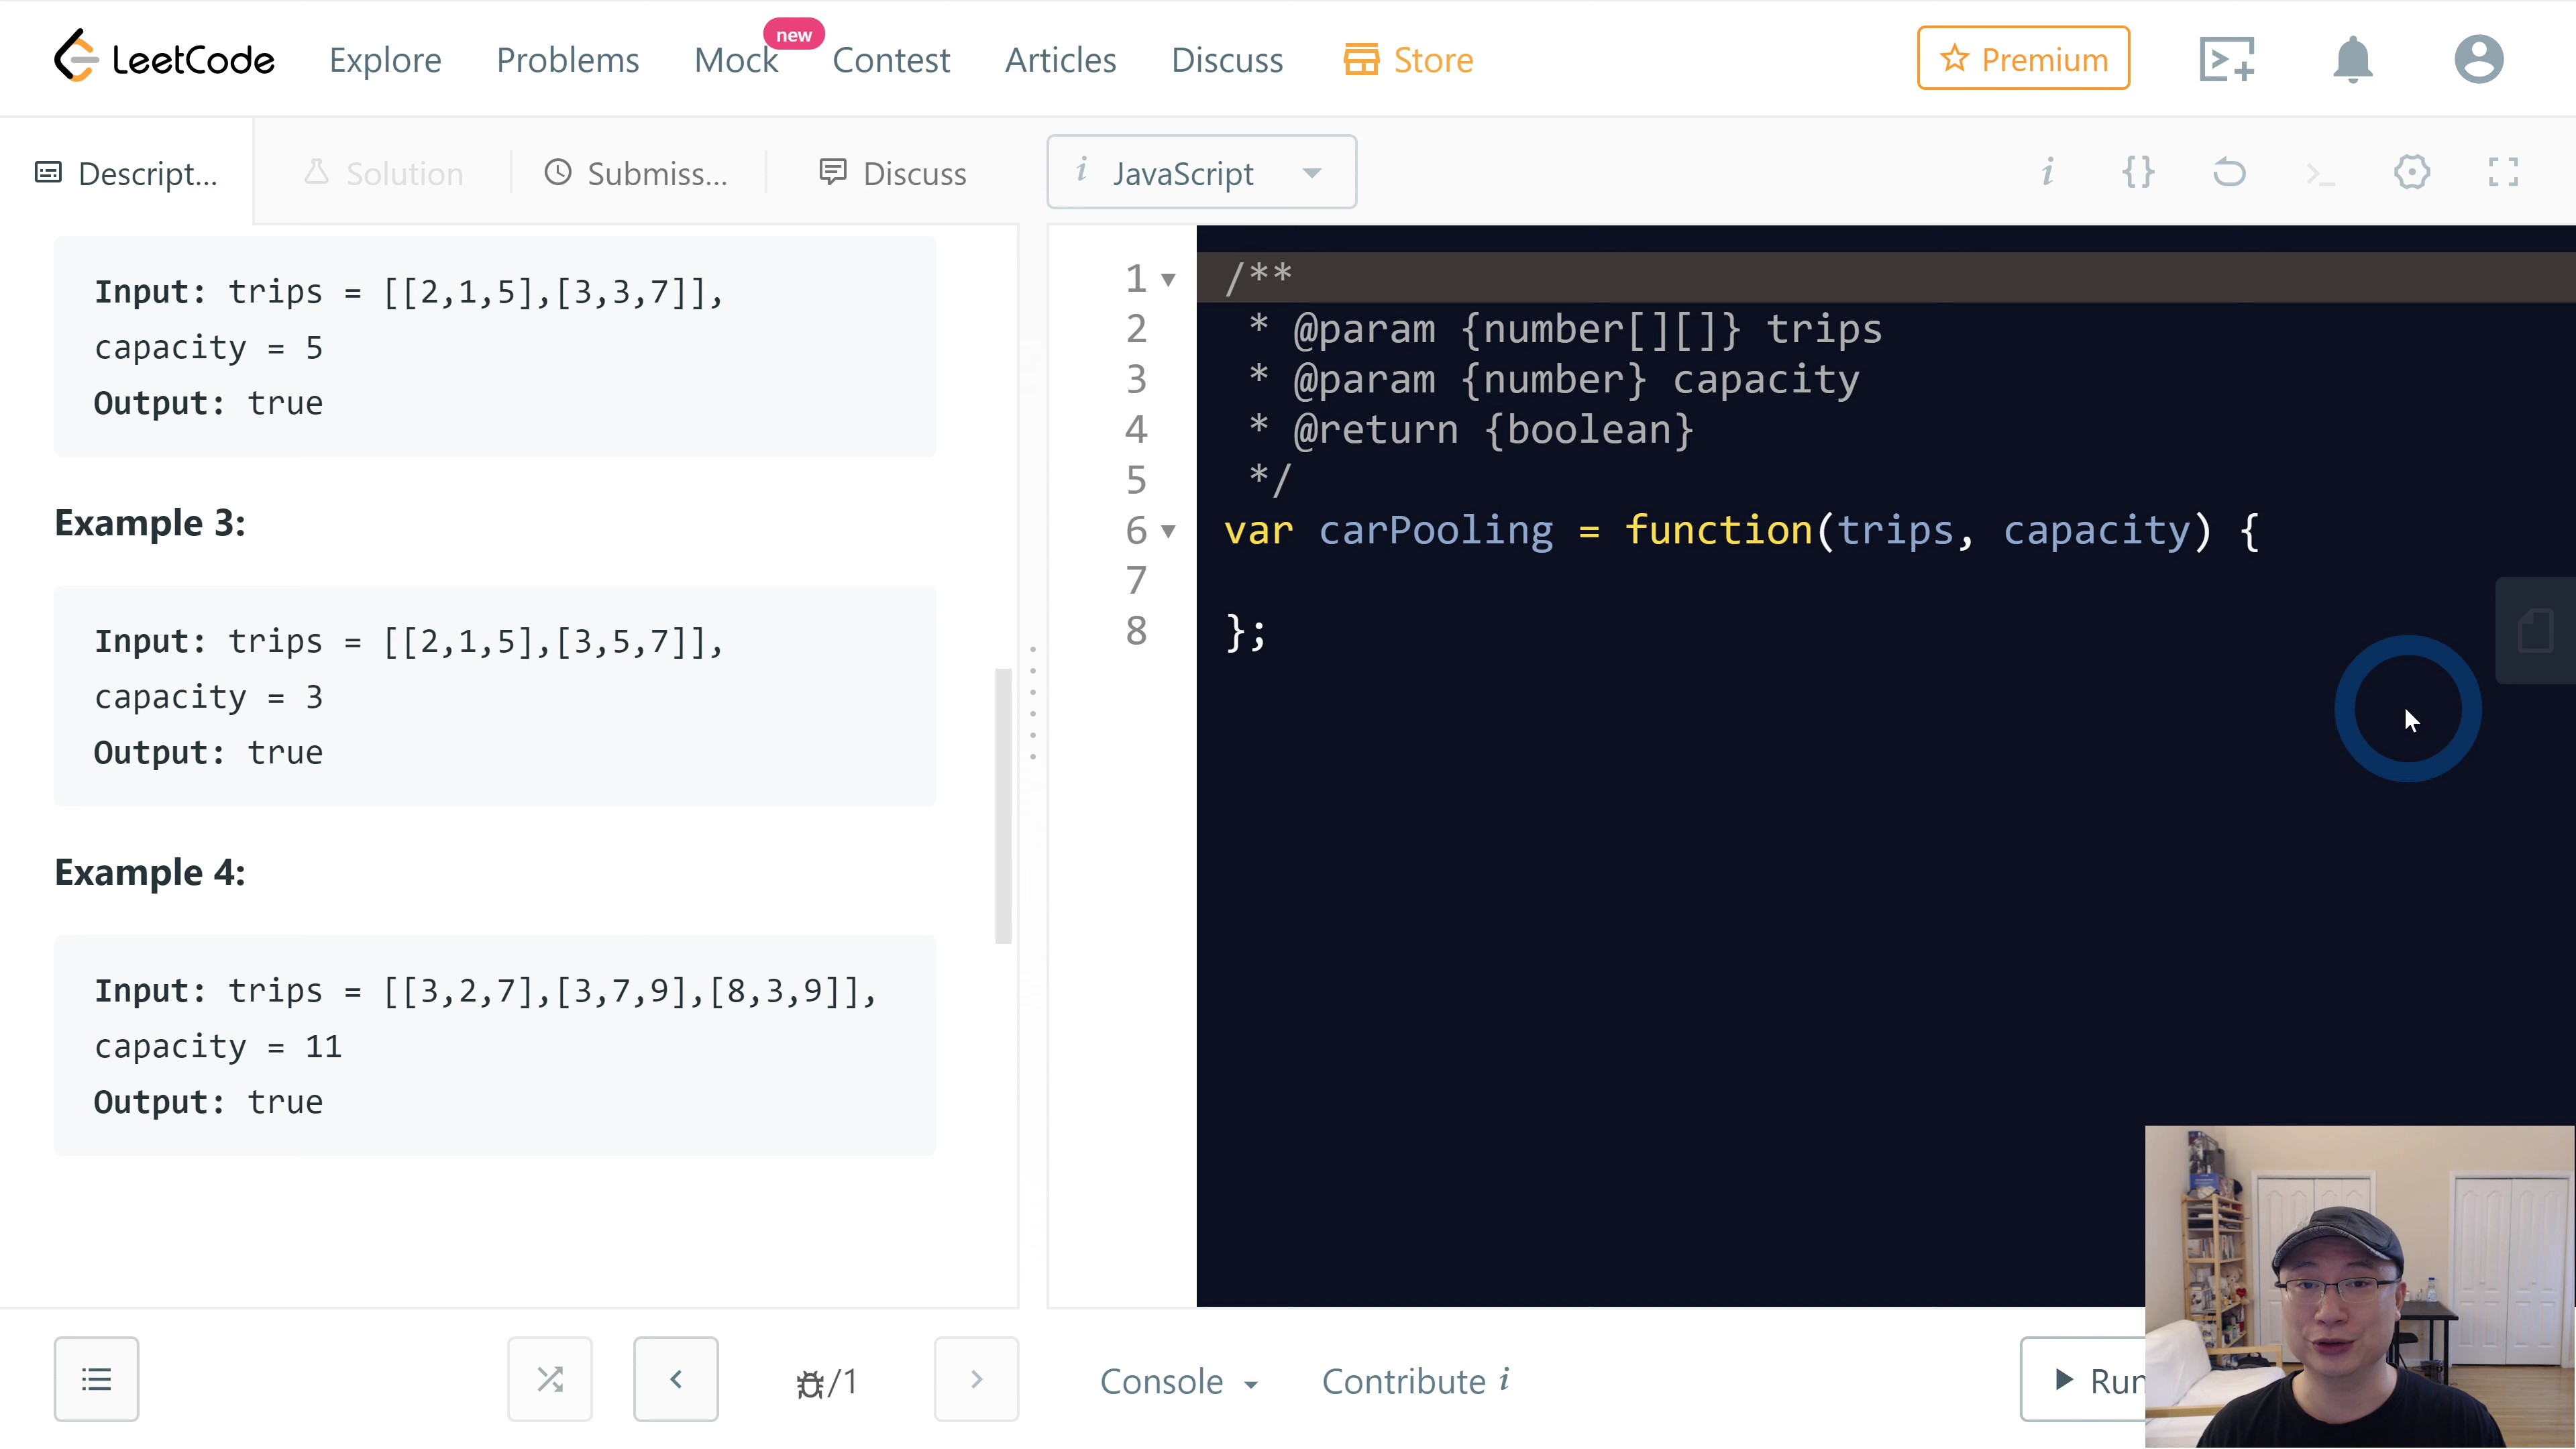 LeetCode Explore Problems Mock new Contest Articles Discuss Store Premium
Descript... Solution Submiss... Discuss i JavaScript i {} >_
Input: trips = [[2,1,5],[3,3,7]],
capacity = 5
Output: true
Example 3:
Input: trips = [[2,1,5],[3,5,7]],
capacity = 3
Output: true
Example 4:
Input: trips = [[3,2,7],[3,7,9],[8,3,9]],
capacity = 11
Output: true
1 /**
2 * @param {number[][]} trips
3 * @param {number} capacity
4 * @return {boolean}
5 */
6 var carPooling = function(trips, capacity) {
7
8 };
/1
Console Contribute i Run